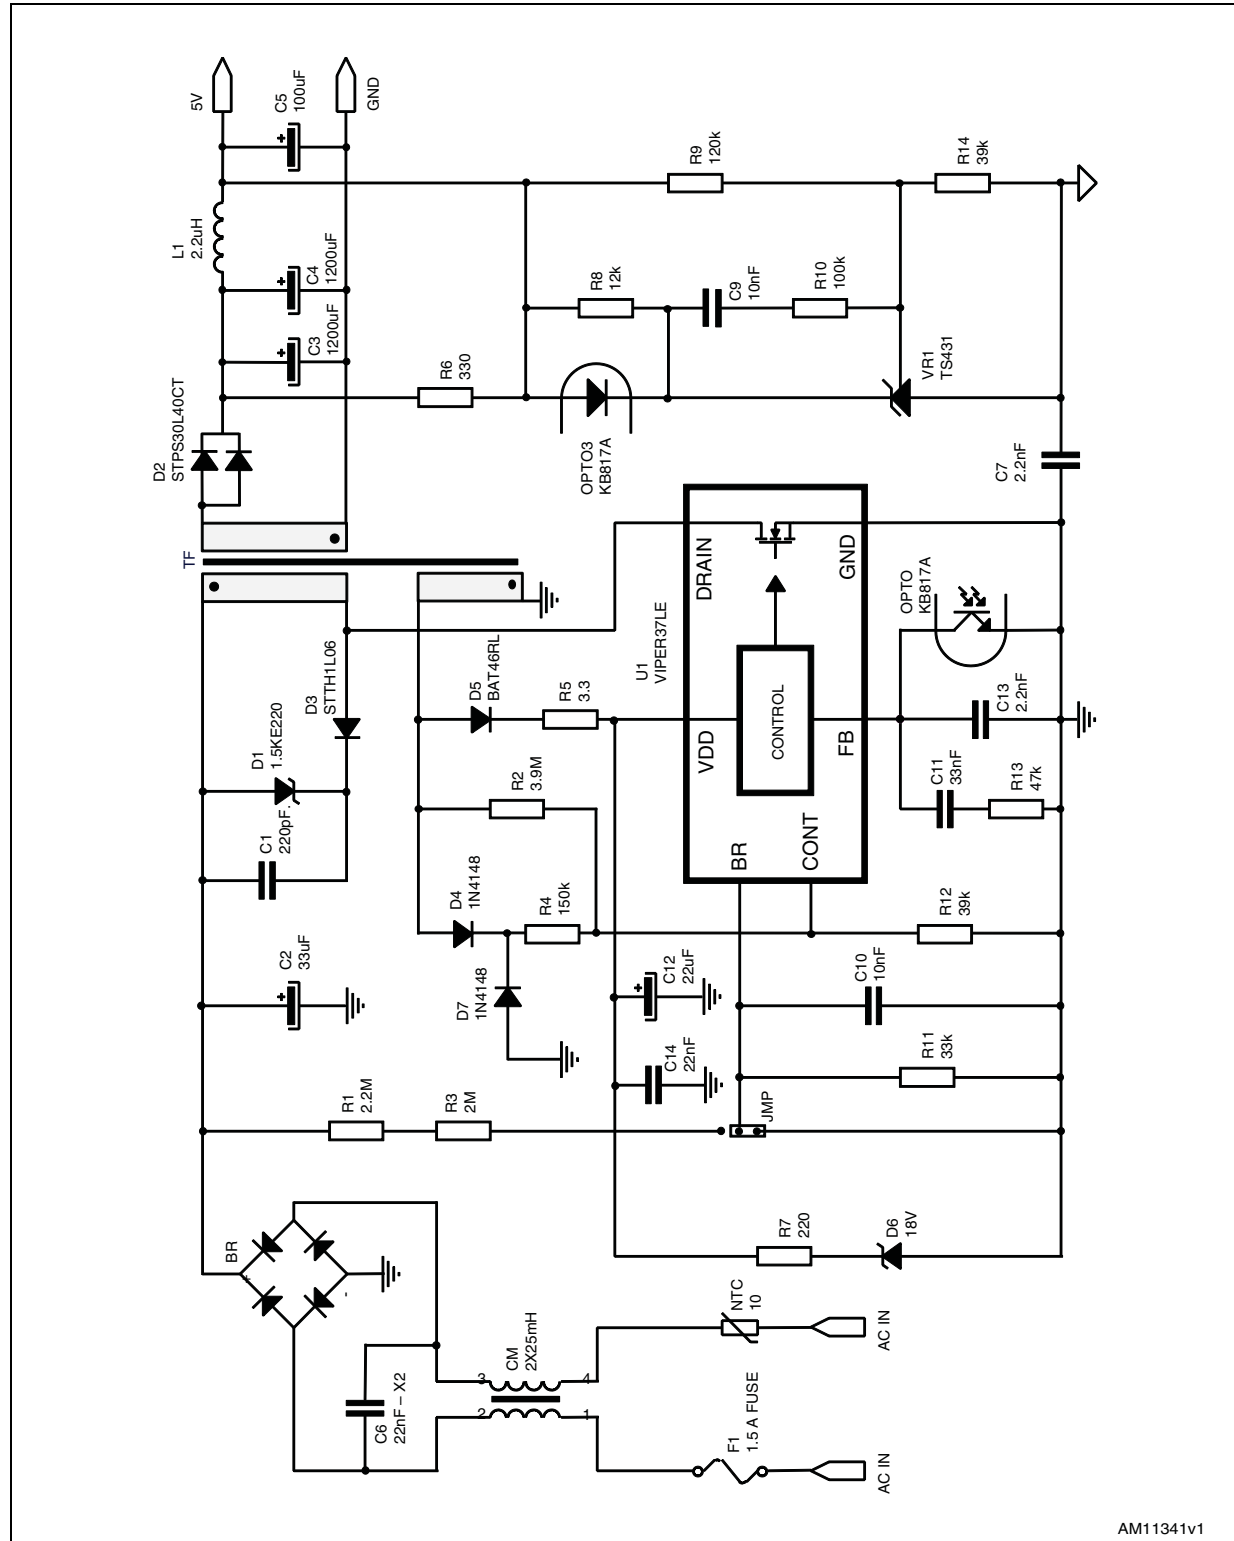 5V
C5
100uF
GND
L1
2.2uH
C4
1200uF
C3
1200uF
D2
STPS30L40CT
R6
330
R8
12k
R9
120k
R14
39k
C9
10nF
R10
100k
VR1
TS431
OPTO3
KB817A
C7
2.2nF
TF
D3
STTH1L06
D1
1.5KE220
C1
220pF.
C2
33uF
D5
BAT46RL
R5
3.3
R2
3.9M
D4
1N4148
R4
150k
D7
1N4148
U1
VIPER37LE
DRAIN
GND
VDD
CONTROL
FB
BR
CONT
OPTO
KB817A
C13
2.2nF
C11
33nF
R13
47k
R12
39k
C12
22uF
C10
10nF
C14
22nF
R11
33k
JMP
R1
2.2M
R3
2M
BR
+
-
R7
220
D6
18V
NTC
10
AC IN
CM
2X25mH
3
4
2
1
C6
22nF – X2
F1
1.5 A FUSE
AC IN
AM11341v1